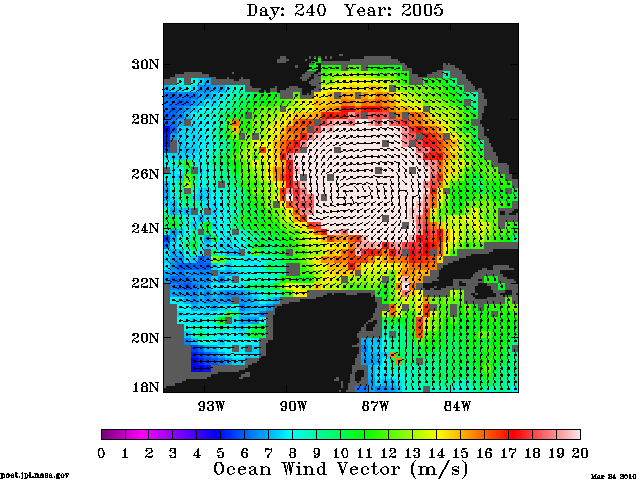 Day: 240 Year: 2005
30N
28N
26N
24N
22N
20N
18N
93W 90W 87W 84W
0 1 2 3 4 5 6 7 8 9 10 11 12 13 14 15 16 17 18 19 20
Ocean Wind Vector (m/s)
poet.jpl.nasa.gov Mar 24 2010